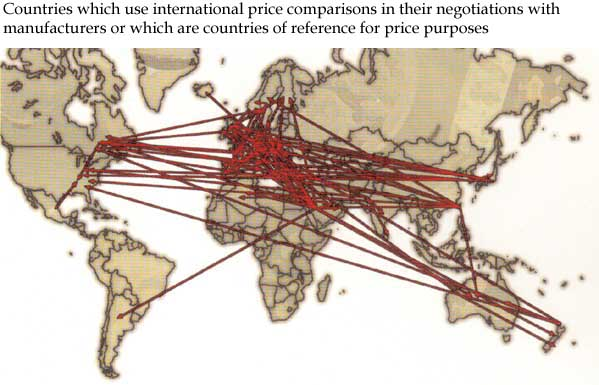 Countries which use international price comparisons in their negotiations with
manufacturers or which are countries of reference for price purposes